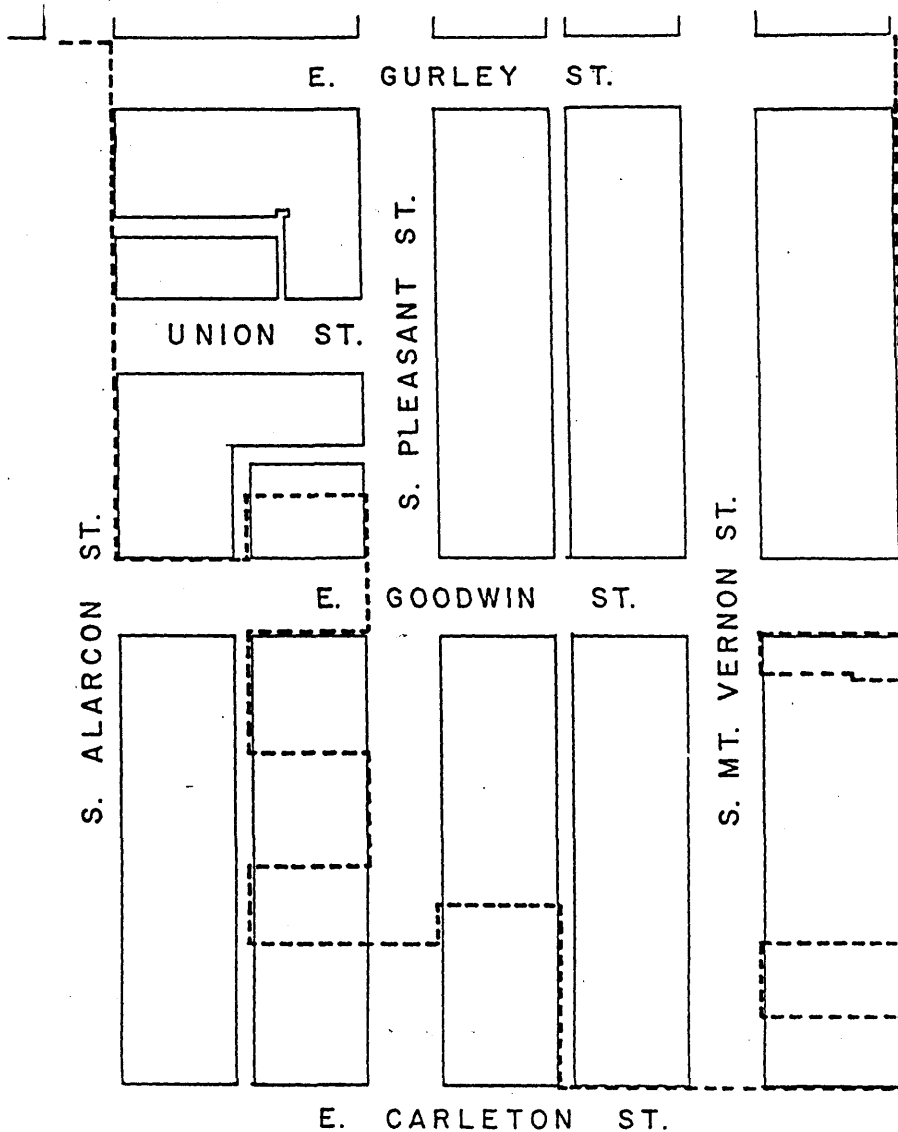 E. GURLEY ST.
S. PLEASANT ST.
UNION ST.
S. ALARCON ST.
E. GOODWIN ST.
S. MT. VERNON ST.
E. CARLETON ST.